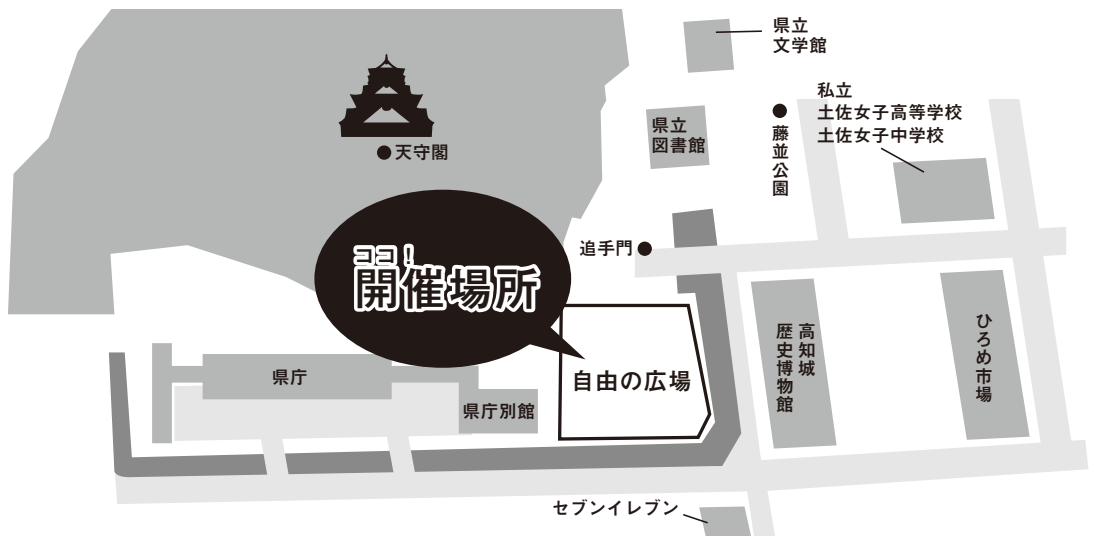 県立
文学館
私立
土佐女子高等学校
土佐女子中学校
県立
図書館
藤並公園
天守閣
追手門
ココ!
開催場所
自由の広場
高知城
歴史博物館
ひろめ市場
県庁
県庁別館
セブンイレブン